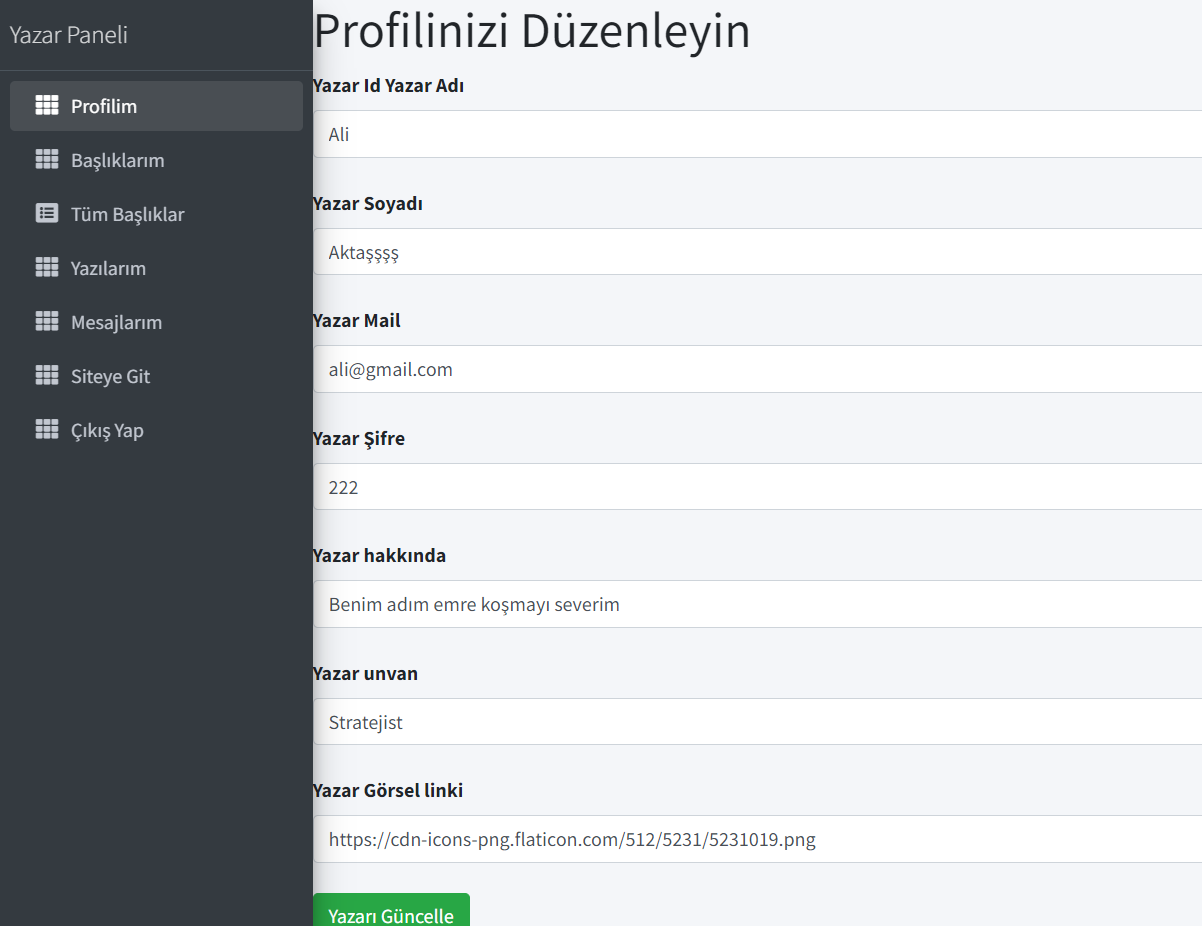 Yazar Paneli
Profilim
Başlıklarım
Tüm Başlıklar
Yazılarım
Mesajlarım
Siteye Git
Çıkış Yap
Profilinizi Düzenleyin
Yazar Id Yazar Adı
Ali
Yazar Soyadı
Aktaşşşş
Yazar Mail
ali@gmail.com
Yazar Şifre
222
Yazar hakkında
Benim adım emre koşmayı severim
Yazar unvan
Stratejist
Yazar Görsel linki
https://cdn-icons-png.flaticon.com/512/5231/5231019.png
Yazarı Güncelle